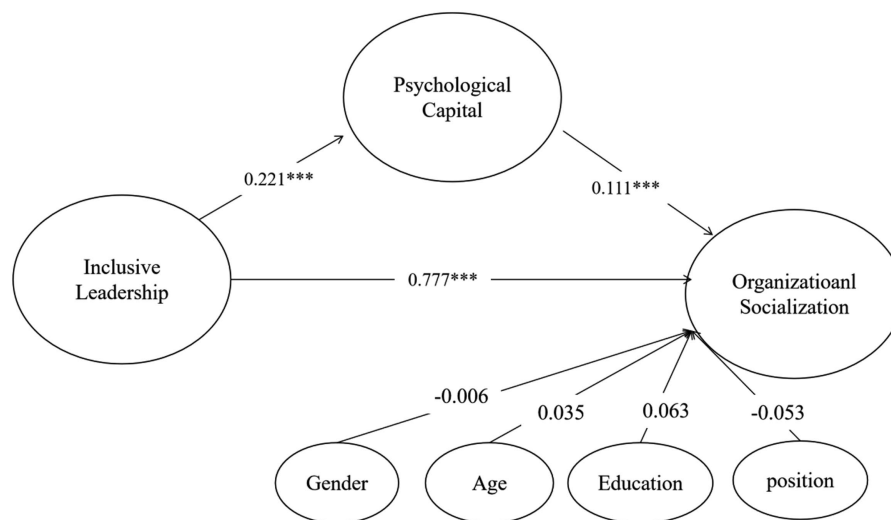 Psychological
Capital
0.221***
0.111***
Inclusive
Leadership
0.777***
Organizatioanl
Socialization
-0.006
0.035
0.063
-0.053
Gender
Age
Education
position